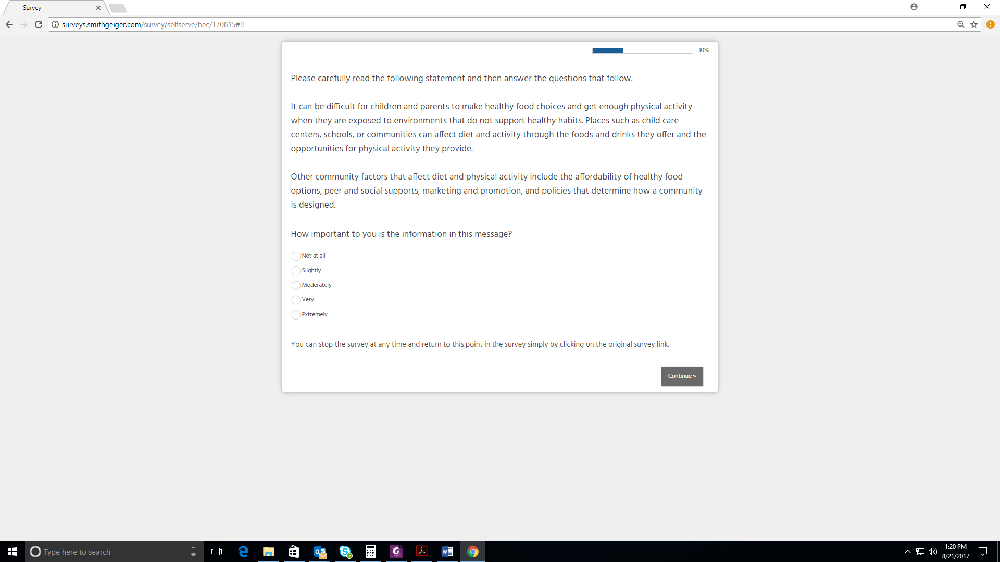 Survey
surveys.smithgeiger.com/survey/selfserve/bec/170815#!!
30%
Please carefully read the following statement and then answer the questions that follow.
It can be difficult for children and parents to make healthy food choices and get enough physical activity
when they are exposed to environments that do not support healthy habits. Places such as child care
centers, schools, or communities can affect diet and activity through the foods and drinks they offer and the
opportunities for physical activity they provide.
Other community factors that affect diet and physical activity include the affordability of healthy food
options, peer and social supports, marketing and promotion, and policies that determine how a community
is designed.
How important to you is the information in this message?
Not at all
Slightly
Moderately
Very
Extremely
You can stop the survey at any time and return to this point in the survey simply by clicking on the original survey link.
Continue »
Type here to search
PDF
1:20 PM
8/21/2017